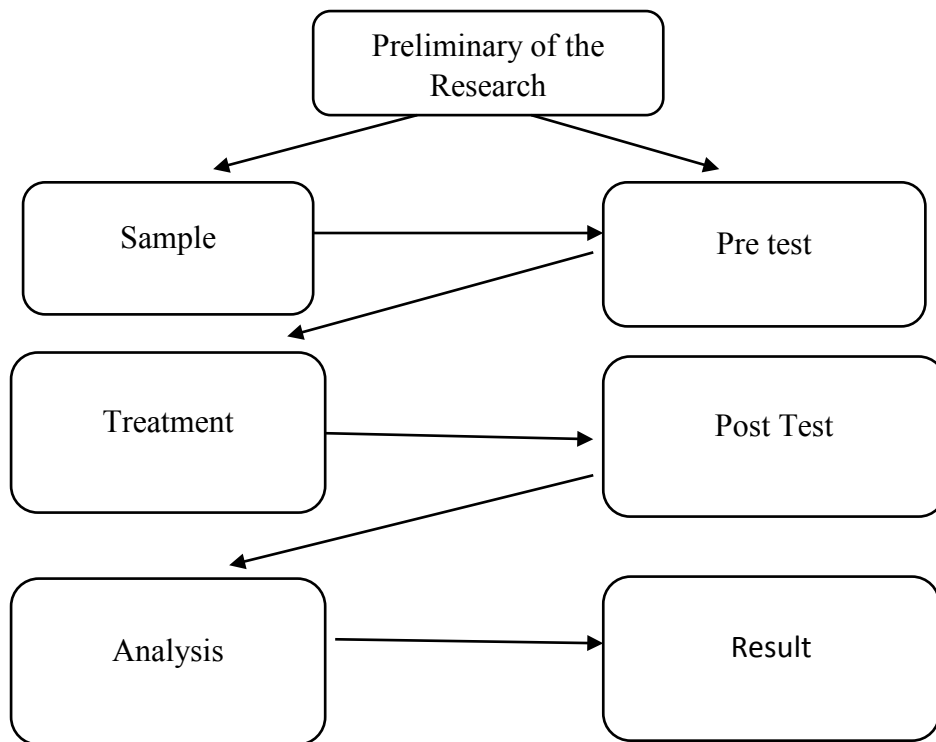 Preliminary of the
Research
Sample
Pre test
Treatment
Post Test
Analysis
Result